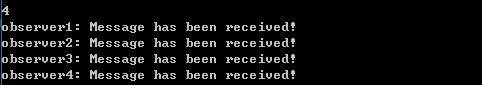 4
observer1: Message has been received!
observer2: Message has been received!
observer3: Message has been received!
observer4: Message has been received!